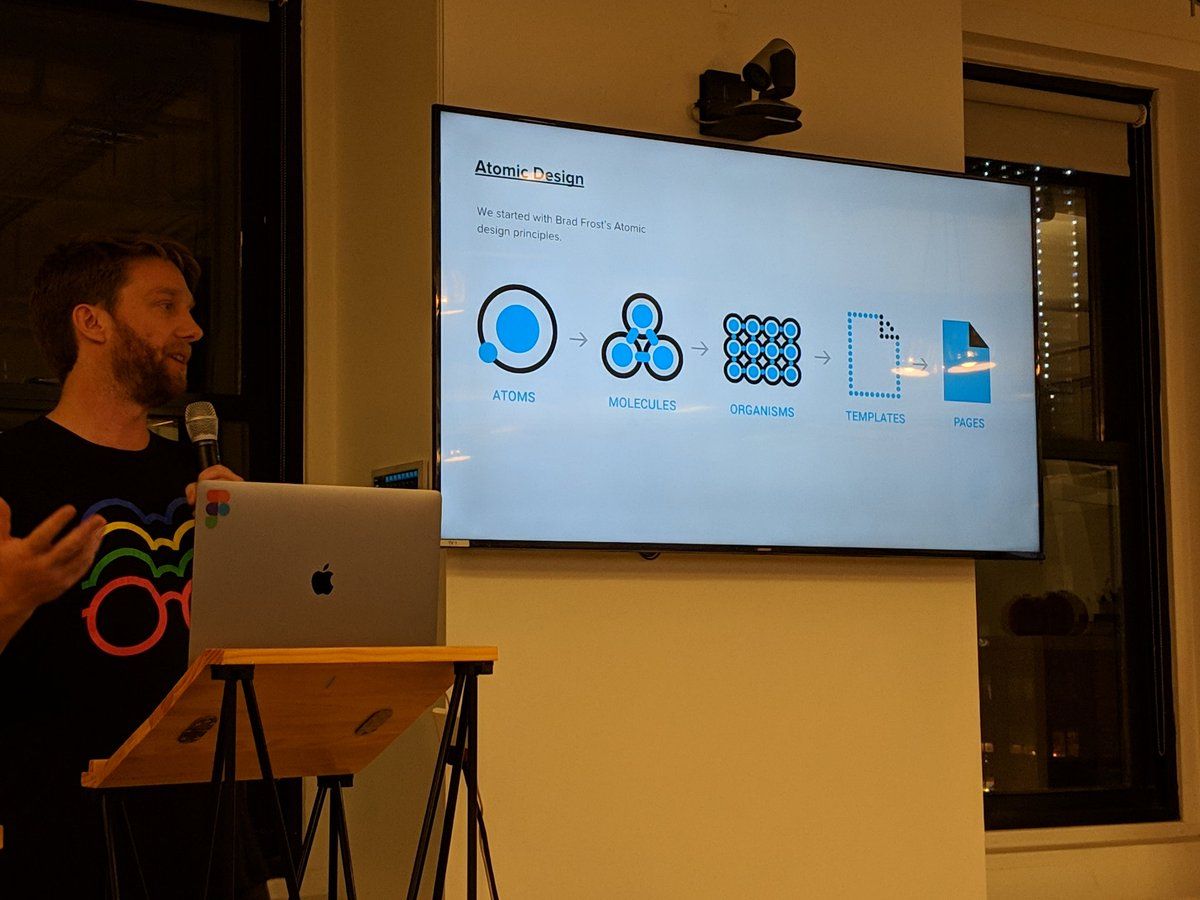 Atomic Design
We started with Brad Frost's Atomic
design principles.
ATOMS
MOLECULES
ORGANISMS
TEMPLATES
PAGES